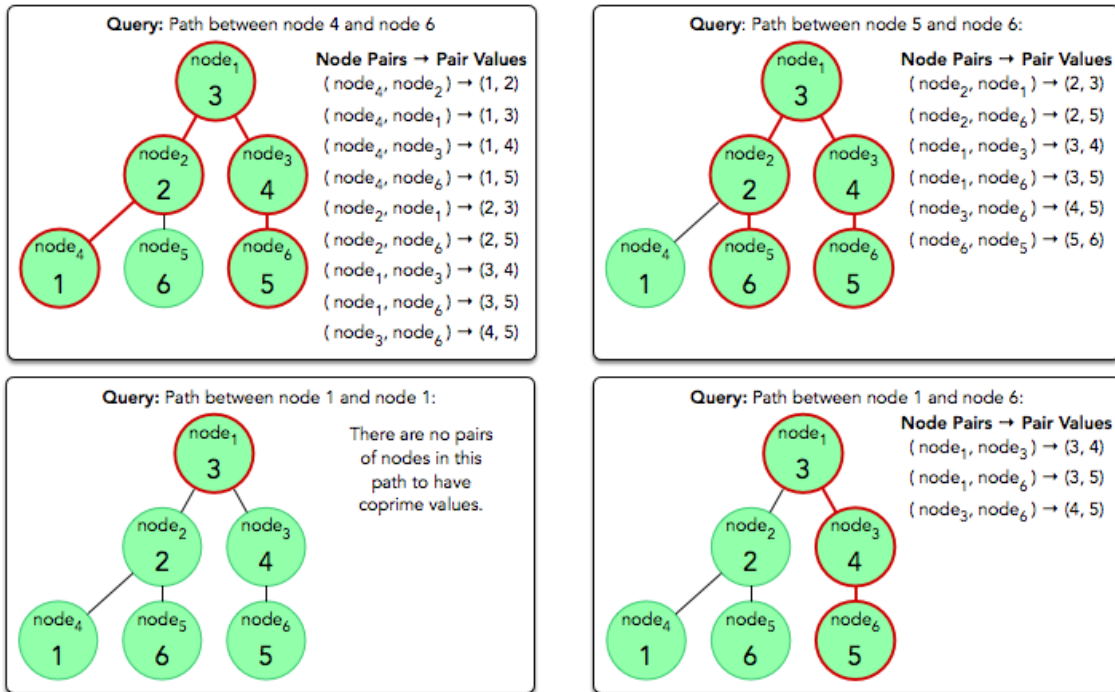 Query: Path between node 4 and node 6
node₁
3
node₂
2
node₃
4
node₄
1
node₅
6
node₆
5
Node Pairs → Pair Values
( node₄, node₂ ) → (1, 2)
( node₄, node₁ ) → (1, 3)
( node₄, node₃ ) → (1, 4)
( node₄, node₆ ) → (1, 5)
( node₂, node₁ ) → (2, 3)
( node₂, node₆ ) → (2, 5)
( node₁, node₃ ) → (3, 4)
( node₁, node₆ ) → (3, 5)
( node₃, node₆ ) → (4, 5)
Query: Path between node 5 and node 6:
node₁
3
node₂
2
node₃
4
node₄
1
node₅
6
node₆
5
Node Pairs → Pair Values
( node₂, node₁ ) → (2, 3)
( node₂, node₆ ) → (2, 5)
( node₁, node₃ ) → (3, 4)
( node₁, node₆ ) → (3, 5)
( node₃, node₆ ) → (4, 5)
( node₆, node₅ ) → (5, 6)
Query: Path between node 1 and node 1:
node₁
3
node₂
2
node₃
4
node₄
1
node₅
6
node₆
5
There are no pairs
of nodes in this
path to have
coprime values.
Query: Path between node 1 and node 6:
node₁
3
node₂
2
node₃
4
node₄
1
node₅
6
node₆
5
Node Pairs → Pair Values
( node₁, node₃ ) → (3, 4)
( node₁, node₆ ) → (3, 5)
( node₃, node₆ ) → (4, 5)